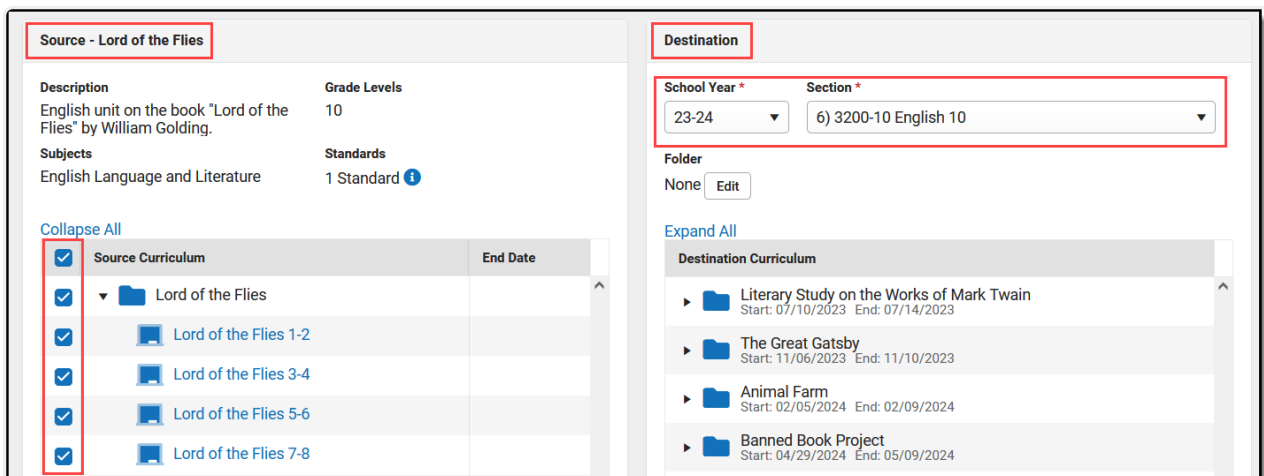 Source - Lord of the Flies
Description
Grade Levels
English unit on the book "Lord of the
Flies" by William Golding.
10
Subjects
Standards
English Language and Literature
1 Standard
Collapse All
Source Curriculum
End Date
Lord of the Flies
Lord of the Flies 1-2
Lord of the Flies 3-4
Lord of the Flies 5-6
Lord of the Flies 7-8
Destination
School Year *
Section *
23-24
6) 3200-10 English 10
Folder
None Edit
Expand All
Destination Curriculum
Literary Study on the Works of Mark Twain
Start: 07/10/2023 End: 07/14/2023
The Great Gatsby
Start: 11/06/2023 End: 11/10/2023
Animal Farm
Start: 02/05/2024 End: 02/09/2024
Banned Book Project
Start: 04/29/2024 End: 05/09/2024